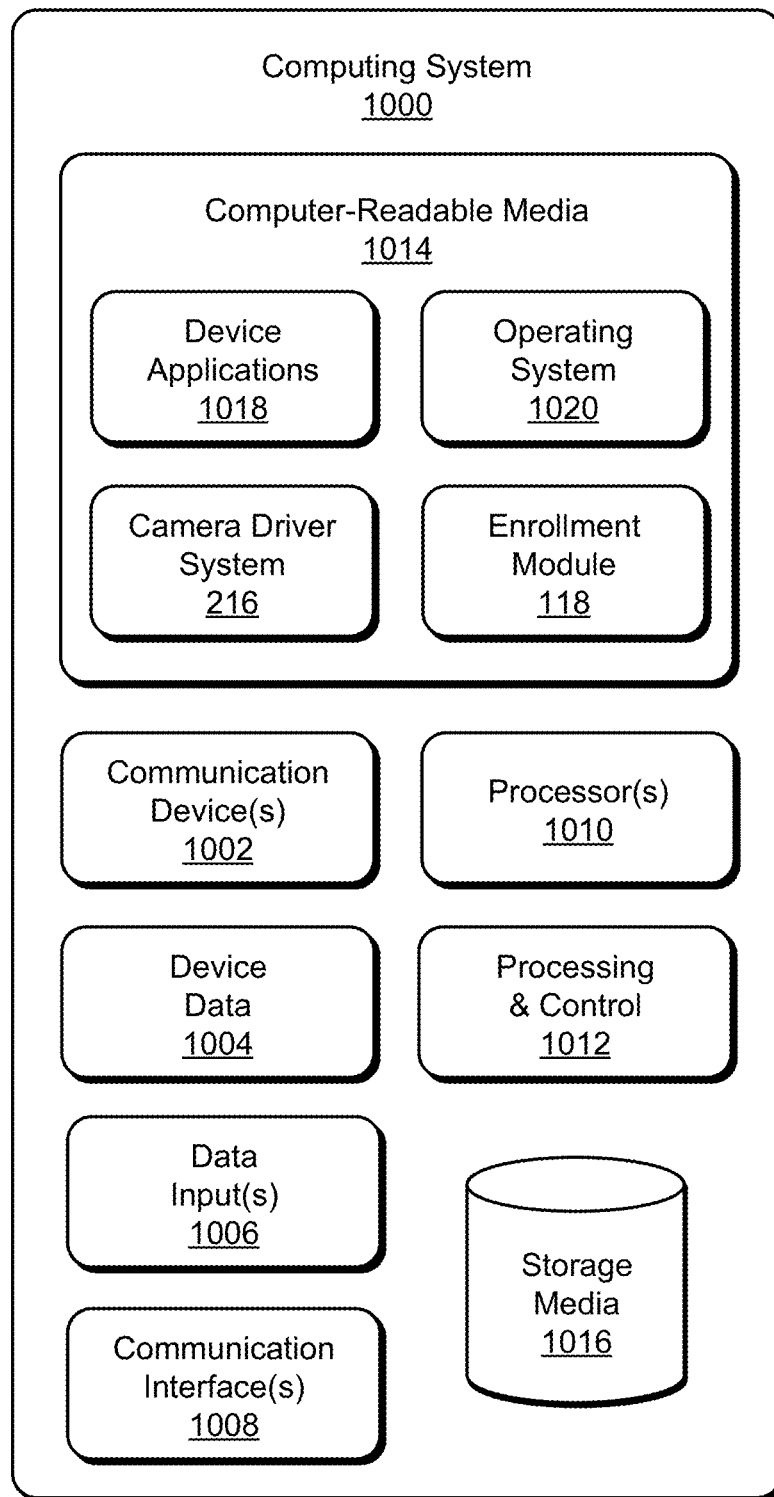 Computing System
1000
Computer-Readable Media
1014
Device
Applications
1018
Operating
System
1020
Camera Driver
System
216
Enrollment
Module
118
Communication
Device(s)
1002
Processor(s)
1010
Device
Data
1004
Processing
& Control
1012
Data
Input(s)
1006
Storage
Media
1016
Communication
Interface(s)
1008